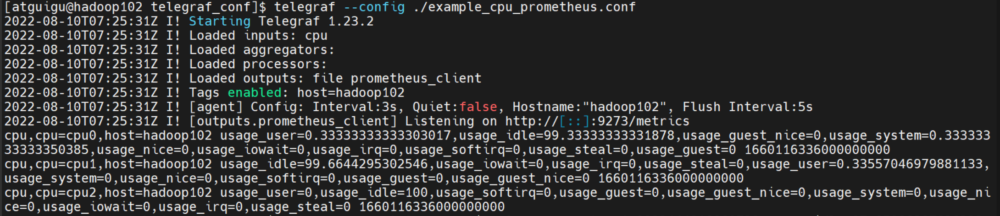 [atguigu@hadoop102 telegraf_conf]$ telegraf --config ./example_cpu_prometheus.conf
2022-08-10T07:25:31Z I! Starting Telegraf 1.23.2
2022-08-10T07:25:31Z I! Loaded inputs: cpu
2022-08-10T07:25:31Z I! Loaded aggregators:
2022-08-10T07:25:31Z I! Loaded processors:
2022-08-10T07:25:31Z I! Loaded outputs: file prometheus_client
2022-08-10T07:25:31Z I! Tags enabled: host=hadoop102
2022-08-10T07:25:31Z I! [agent] Config: Interval:3s, Quiet:false, Hostname:"hadoop102", Flush Interval:5s
2022-08-10T07:25:31Z I! [outputs.prometheus_client] Listening on http://[::]:9273/metrics
cpu,cpu=cpu0,host=hadoop102 usage_user=0.33333333333303017,usage_idle=99.33333333331878,usage_guest_nice=0,usage_system=0.333333
33333350385,usage_nice=0,usage_iowait=0,usage_irq=0,usage_softirq=0,usage_steal=0,usage_guest=0 1660116336000000000
cpu,cpu=cpu1,host=hadoop102 usage_idle=99.6644295302546,usage_iowait=0,usage_irq=0,usage_steal=0,usage_user=0.33557046979881133,
usage_system=0,usage_nice=0,usage_softirq=0,usage_guest=0,usage_guest_nice=0 1660116336000000000
cpu,cpu=cpu2,host=hadoop102 usage_user=0,usage_idle=100,usage_softirq=0,usage_guest=0,usage_guest_nice=0,usage_system=0,usage_ni
ce=0,usage_iowait=0,usage_irq=0,usage_steal=0 1660116336000000000